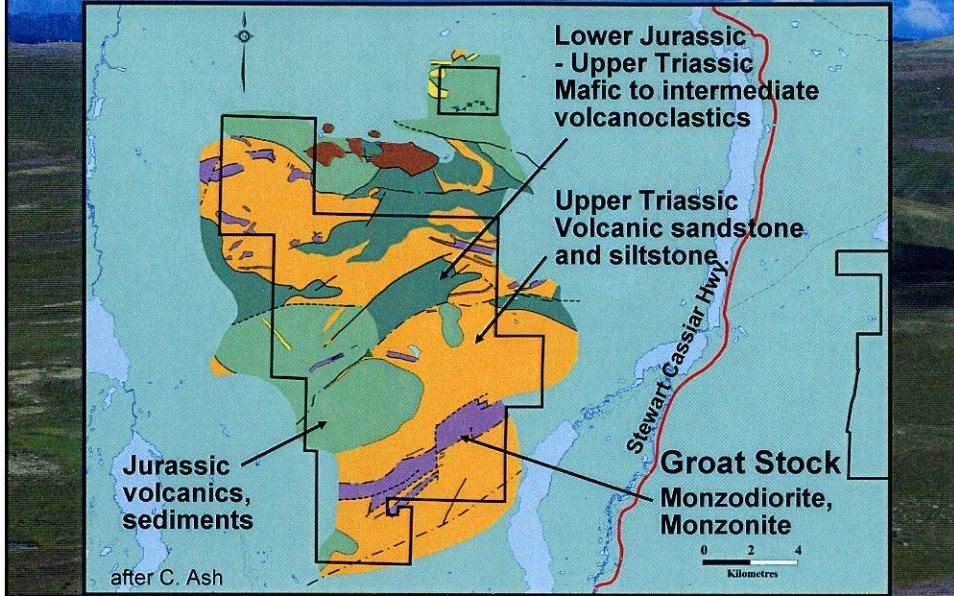 Lower Jurassic
- Upper Triassic
Mafic to intermediate
volcanoclastics
Upper Triassic
Volcanic sandstone
and siltstone
Stewart Cassiar Hwy.
Jurassic
volcanics,
sediments
Groat Stock
Monzodiorite,
Monzonite
0 2 4
Kilometres
after C. Ash